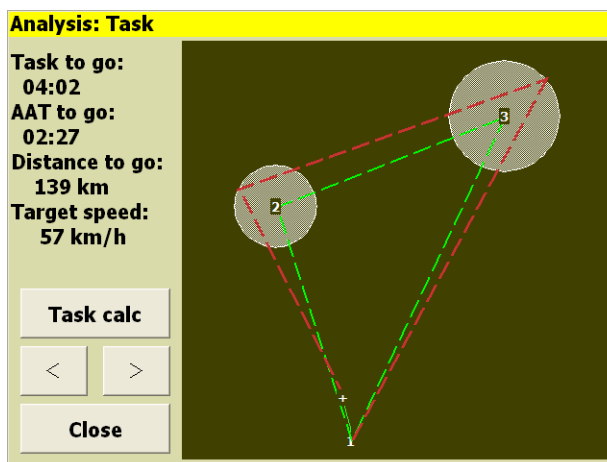 Analysis: Task
Task to go:
04:02
AAT to go:
02:27
Distance to go:
139 km
Target speed:
57 km/h
Task calc
< >
Close
3
2
+
1